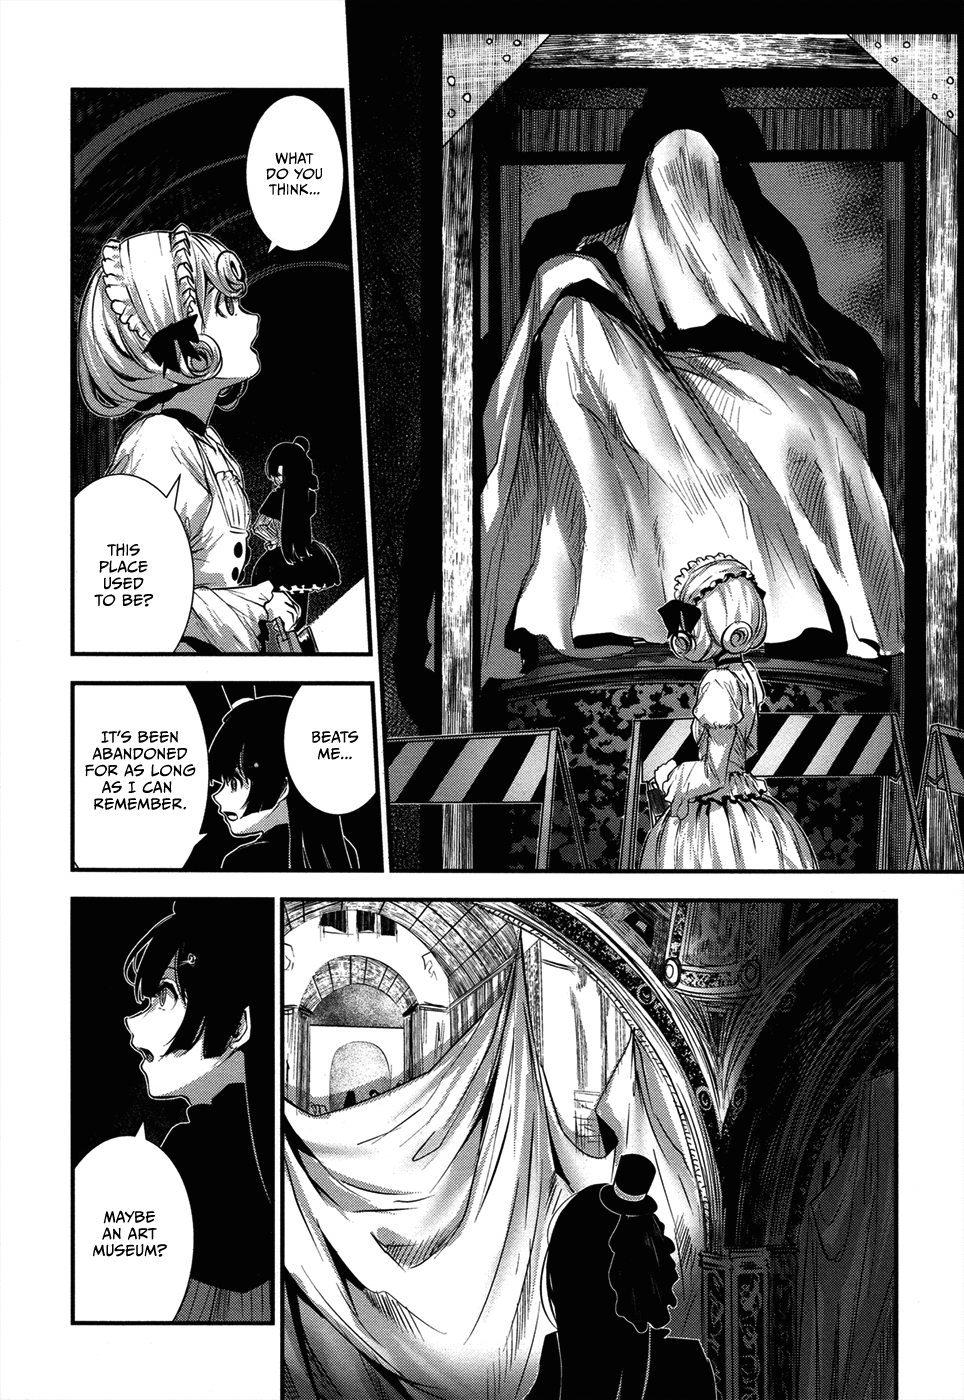 WHAT
DO YOU
THINK...
THIS
PLACE
USED
TO BE?
BEATS
ME...
IT'S BEEN
ABANDONED
FOR AS LONG
AS I CAN
REMEMBER.
MAYBE
AN ART
MUSEUM?